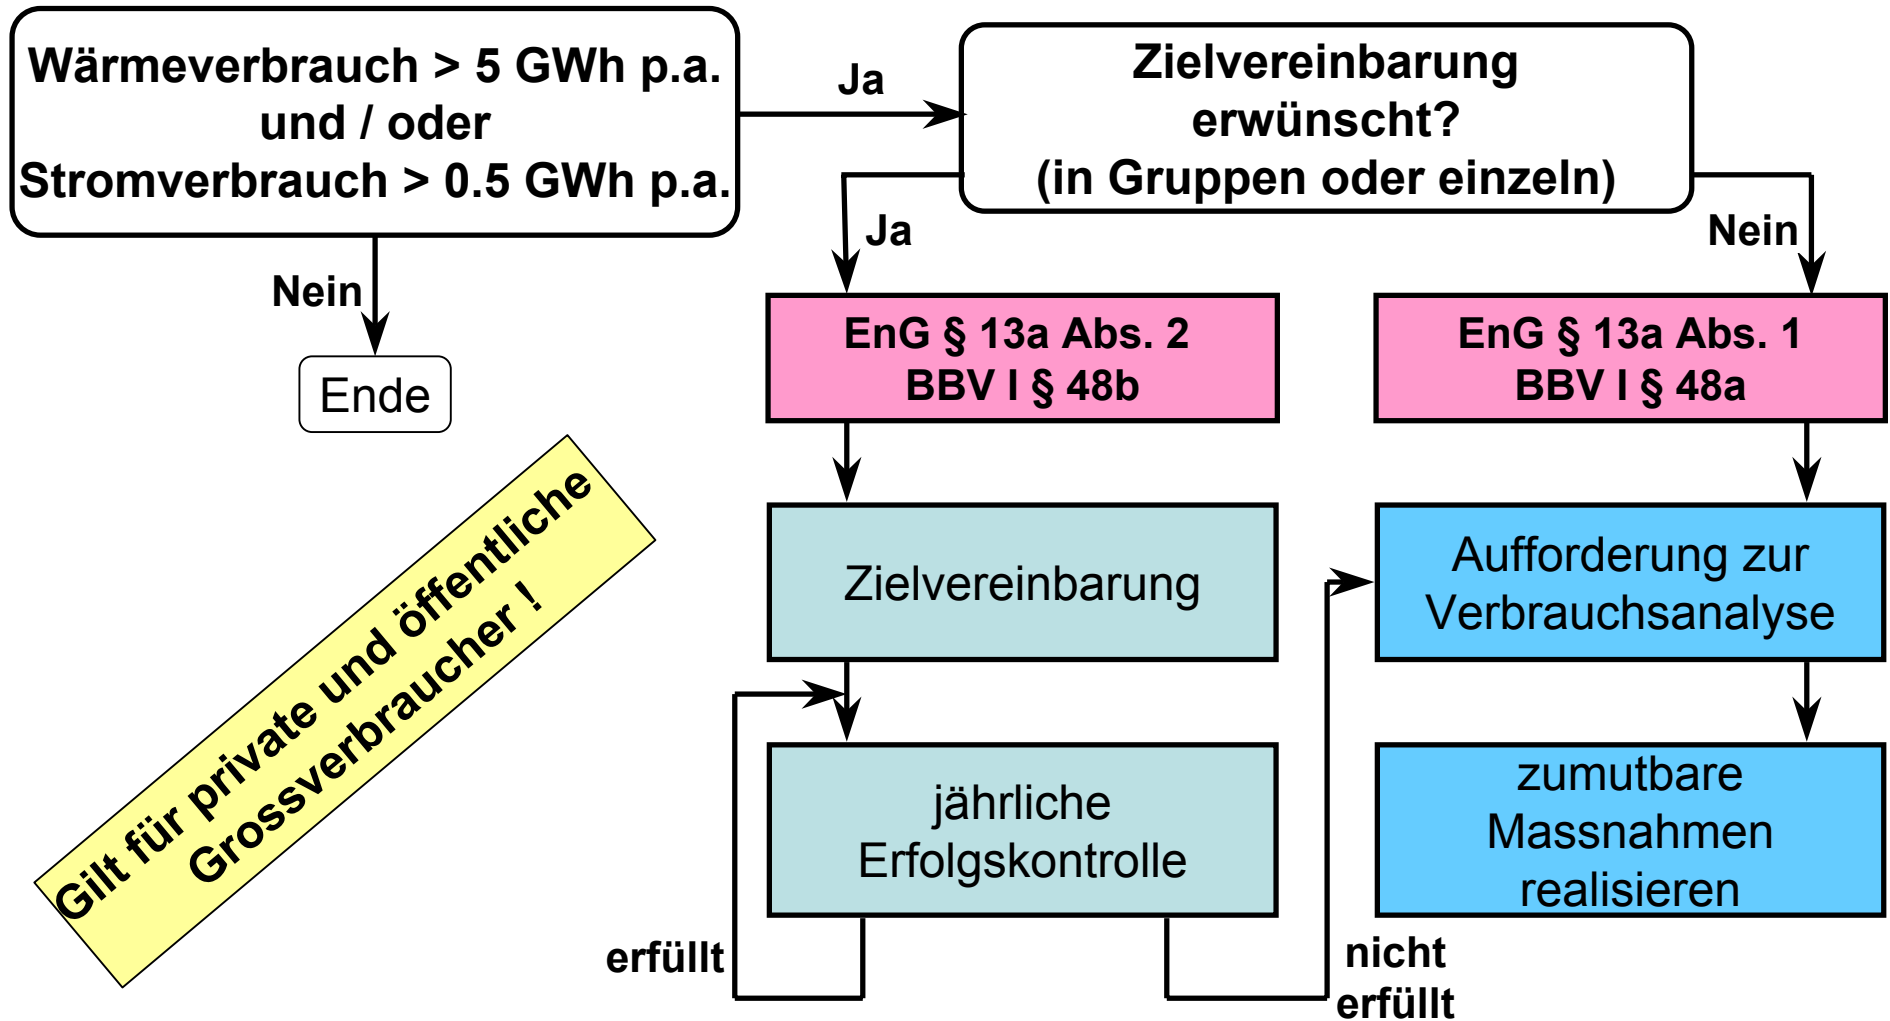 Wärmeverbrauch > 5 GWh p.a.
und / oder
Stromverbrauch > 0.5 GWh p.a.
Ja
Zielvereinbarung
erwünscht?
(in Gruppen oder einzeln)
Nein
Ende
Ja
Nein
EnG § 13a Abs. 2
BBV I § 48b
EnG § 13a Abs. 1
BBV I § 48a
Zielvereinbarung
Aufforderung zur
Verbrauchsanalyse
jährliche
Erfolgskontrolle
zumutbare
Massnahmen
realisieren
erfüllt
nicht
erfüllt
Gilt für private und öffentliche
Grossverbraucher !